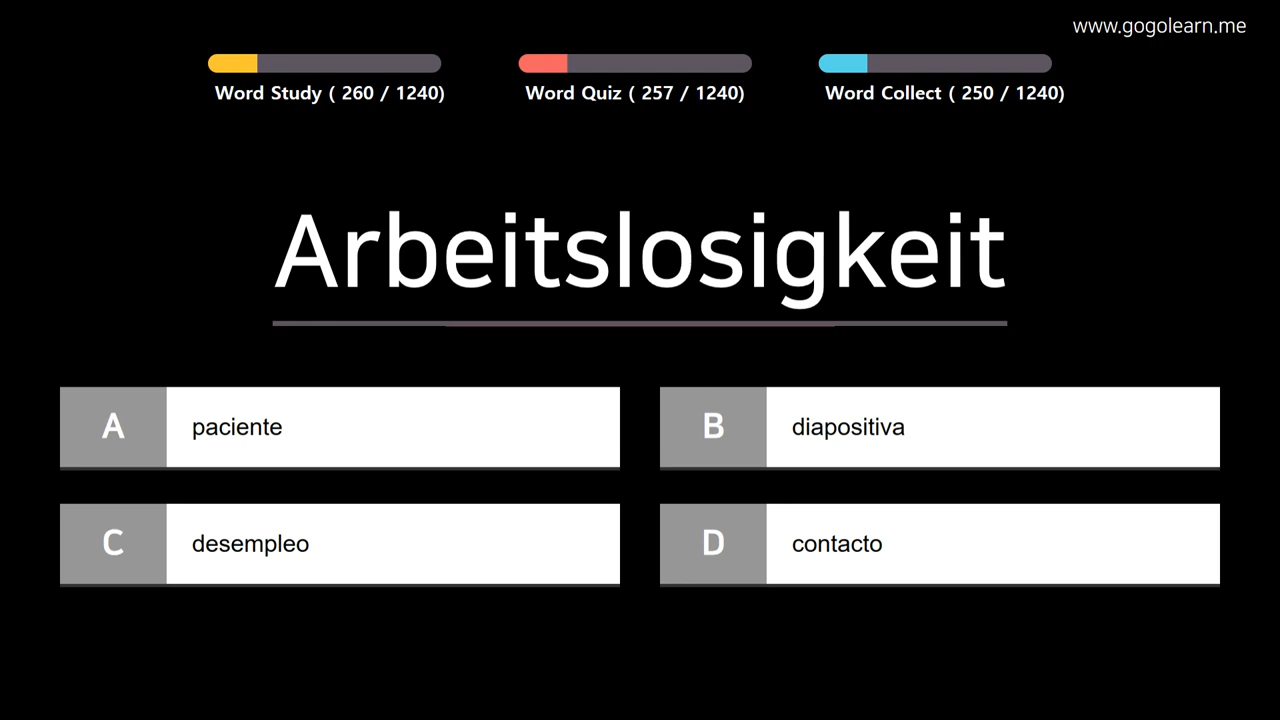 www.gogolearn.me
Word Study ( 260 / 1240)
Word Quiz ( 257 / 1240)
Word Collect ( 250 / 1240)
Arbeitslosigkeit
A paciente
B diapositiva
C desempleo
D contacto